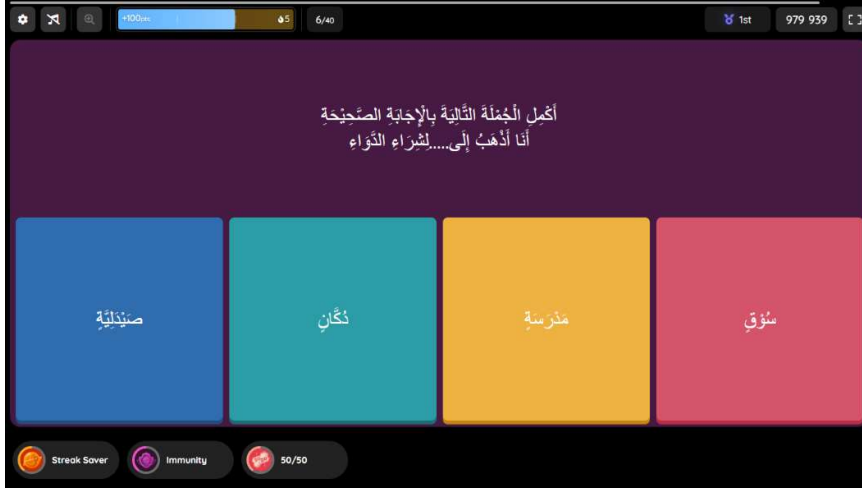 +100pts
5
6/40
1st
979 939
أَكْمِلِ الْجُمْلَةَ التَّالِيَةَ بِالْإِجَابَةِ الصَّحِيْحَةِ
أَنَا أَذْهَبُ إِلَى.....لِشِرَاءِ الدَّوَاءِ
صَيْدَلِيَّةٍ
دُكَّانٍ
مَدْرَسَةٍ
سُوْقٍ
Streak Saver
Immunity
50/50